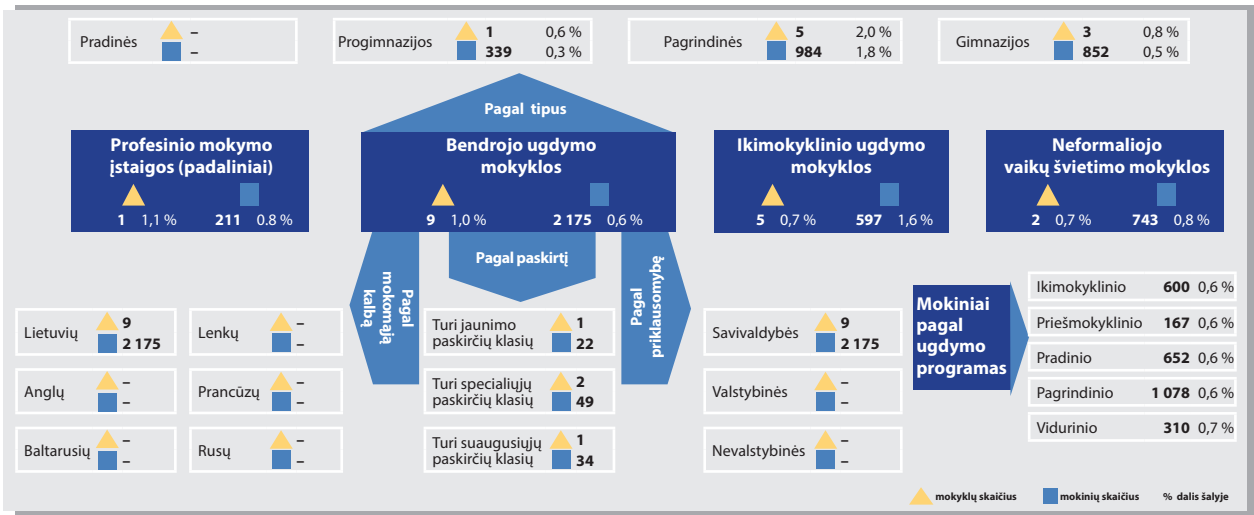 Pradinės
–
–
Progimnazijos
1 0,6 %
339 0,3 %
Pagrindinės
5 2,0 %
984 1,8 %
Gimnazijos
3 0,8 %
852 0,5 %
Pagal tipus
Profesinio mokymo
įstaigos (padaliniai)
1 1,1 % 211 0.8 %
Bendrojo ugdymo
mokyklos
9 1,0 % 2 175 0,6 %
Ikimokyklinio ugdymo
mokyklos
5 0,7 % 597 1,6 %
Neformaliojo
vaikų švietimo mokyklos
2 0,7 % 743 0,8 %
Pagal
mokomąją
kalbą
Pagal paskirtį
Pagal
priklausomybę
Lietuvių
9
2 175
Lenkų
–
–
Anglų
–
–
Prancūzų
–
–
Baltarusių
–
–
Rusų
–
–
Turi jaunimo
paskirčių klasių
1
22
Turi specialiųjų
paskirčių klasių
2
49
Turi suaugusiųjų
paskirčių klasių
1
34
Savivaldybės
9
2 175
Valstybinės
–
–
Nevalstybinės
–
–
Mokiniai
pagal
ugdymo
programas
Ikimokyklinio 600 0,6 %
Priešmokyklinio 167 0,6 %
Pradinio 652 0,6 %
Pagrindinio 1 078 0,6 %
Vidurinio 310 0,7 %
mokyklų skaičius mokinių skaičius % dalis šalyje